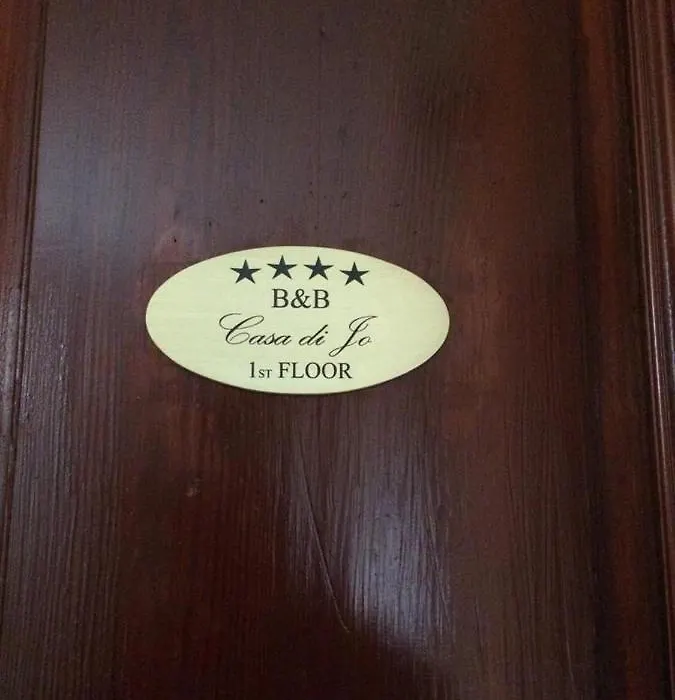 ★★★★
B&B
Casa di Jo
1ST FLOOR